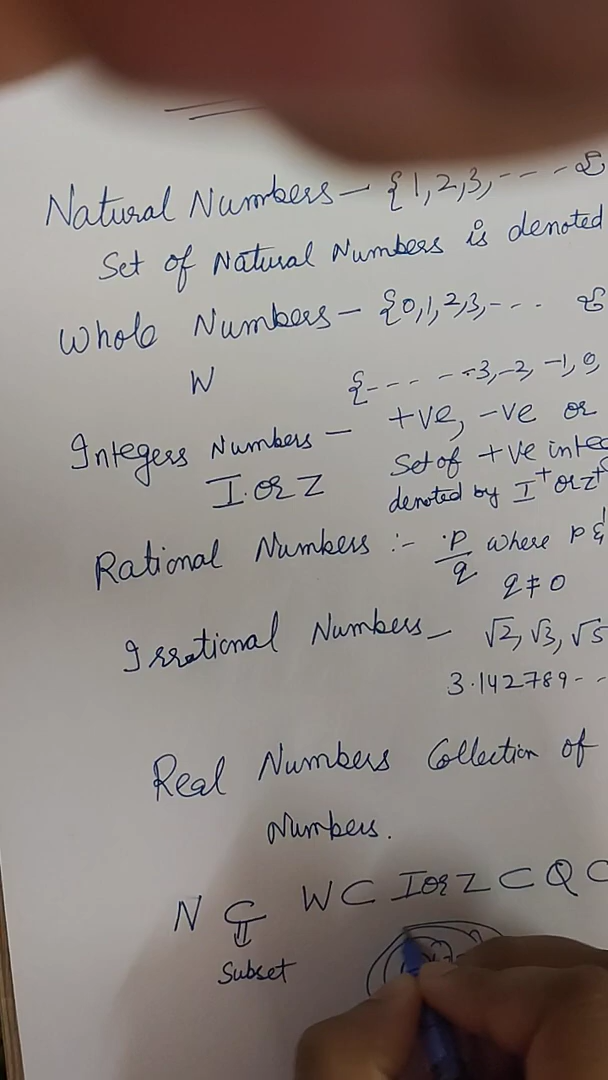 Natural Numbers - {1,2,3,----
Set of Natural Numbers is denoted
Whole Numbers - {0,1,2,3,----
W
{---- --3,-2,-1,0,
Integers Numbers - +ve, -ve or
I or Z
Set of +ve inte
denoted by I⁺ or Z⁺
Rational Numbers :- p/q where p &
q ≠ 0
Irrational Numbers - √2, √3, √5
3.142789--
Real Numbers Collection of
Numbers.
N ⊂ W ⊂ I or Z ⊂ Q ⊂
Subset